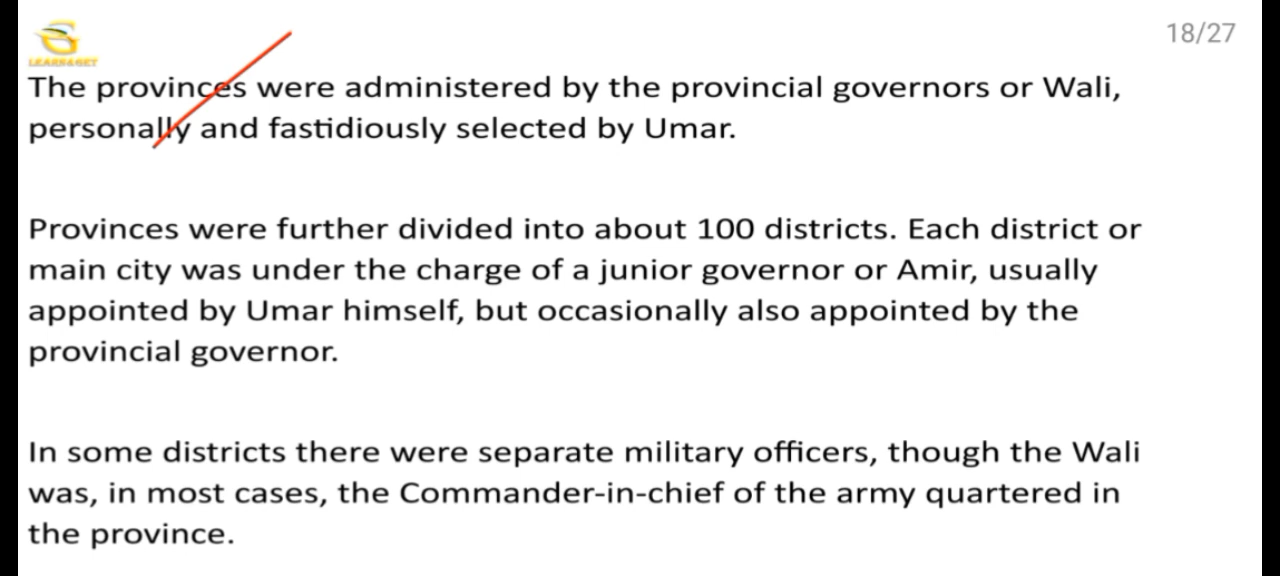 LEARN&GET
18/27
The provinces were administered by the provincial governors or Wali,
personally and fastidiously selected by Umar.
Provinces were further divided into about 100 districts. Each district or
main city was under the charge of a junior governor or Amir, usually
appointed by Umar himself, but occasionally also appointed by the
provincial governor.
In some districts there were separate military officers, though the Wali
was, in most cases, the Commander-in-chief of the army quartered in
the province.